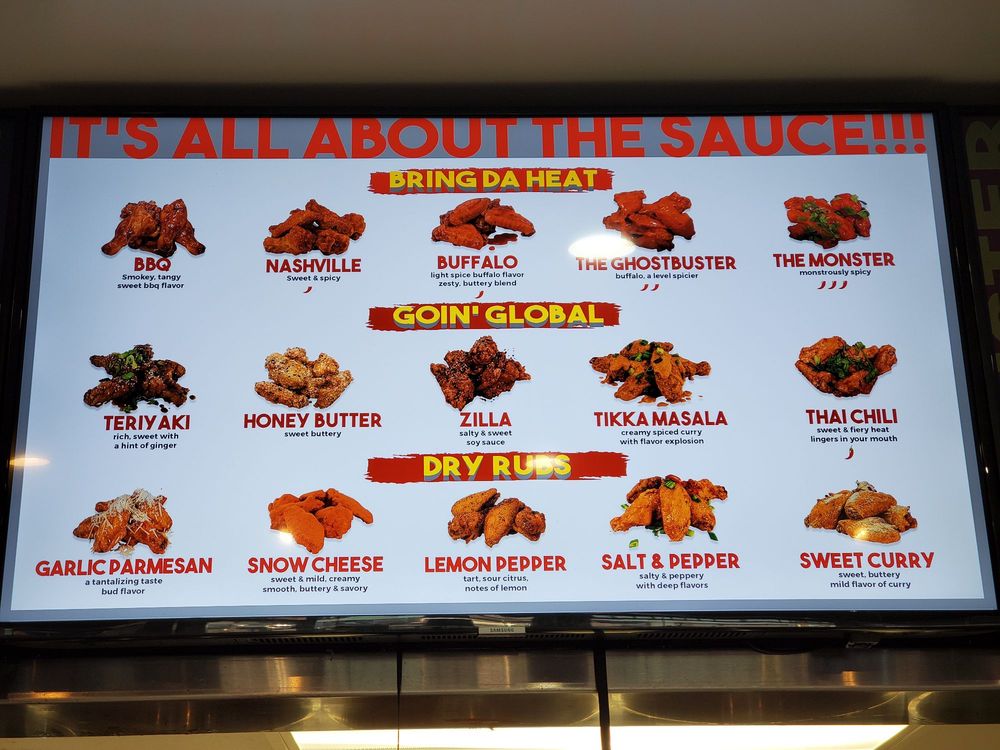 IT'S ALL ABOUT THE SAUCE!!!
BRING DA HEAT
BBQ
Smokey, tangy
sweet bbq flavor
NASHVILLE
Sweet & spicy
BUFFALO
light spice buffalo flavor
zesty, buttery blend
THE GHOSTBUSTER
buffalo, a level spicier
THE MONSTER
monstrously spicy
GOIN' GLOBAL
TERIYAKI
rich, sweet with
a hint of ginger
HONEY BUTTER
sweet buttery
ZILLA
salty & sweet
soy sauce
TIKKA MASALA
creamy spiced curry
with flavor explosion
THAI CHILI
sweet & fiery heat
lingers in your mouth
DRY RUBS
GARLIC PARMESAN
a tantalizing taste
bud flavor
SNOW CHEESE
sweet & mild, creamy
smooth, buttery & savory
LEMON PEPPER
tart, sour citrus,
notes of lemon
SALT & PEPPER
salty & peppery
with deep flavors
SWEET CURRY
sweet, buttery
mild flavor of curry
SAMSUNG